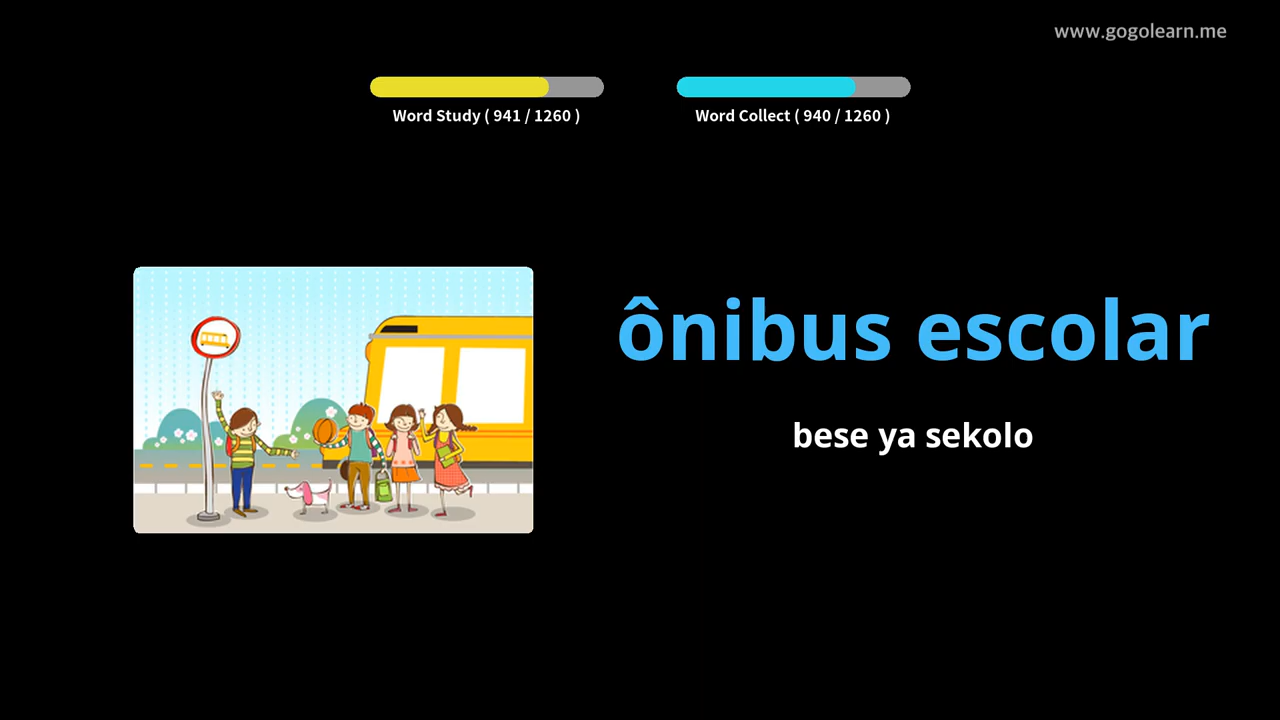 www.gogolearn.me
Word Study ( 941 / 1260 )
Word Collect ( 940 / 1260 )
ônibus escolar
bese ya sekolo